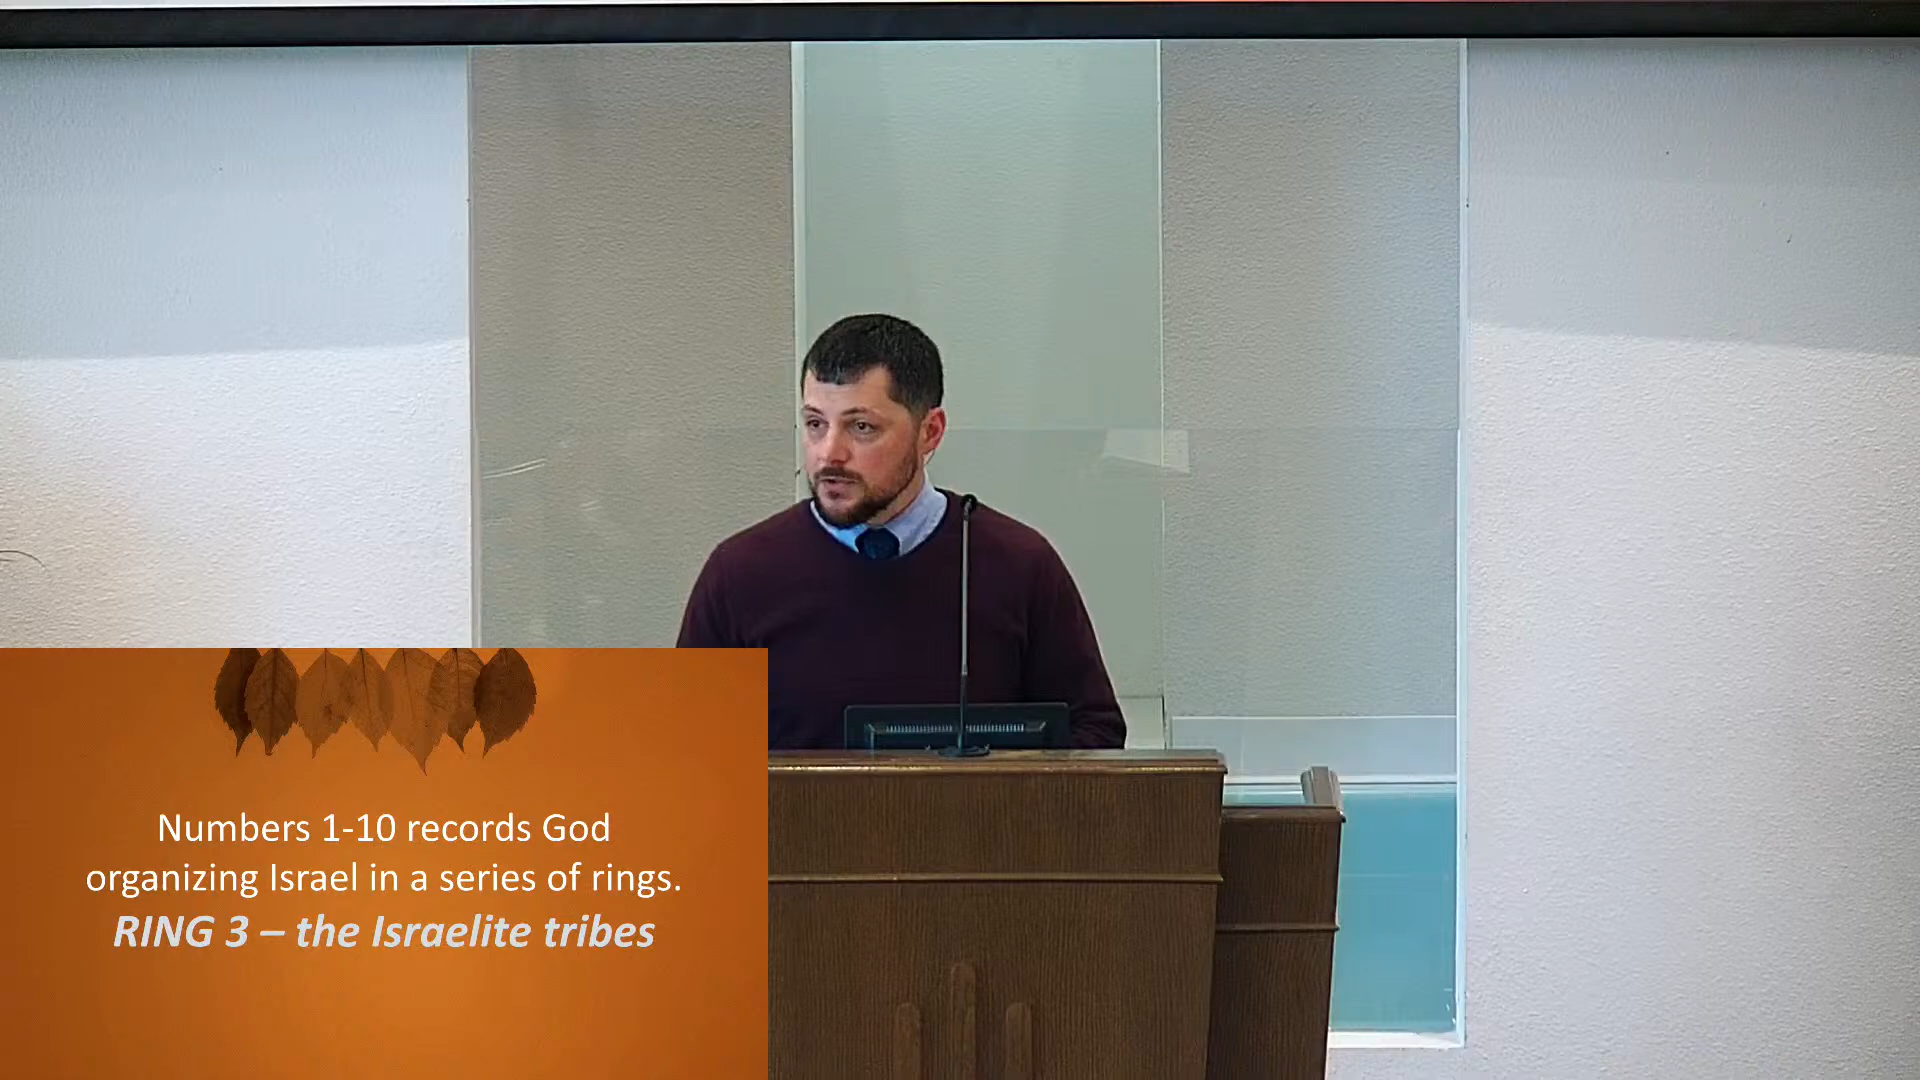 Numbers 1-10 records God
organizing Israel in a series of rings.
RING 3 – the Israelite tribes